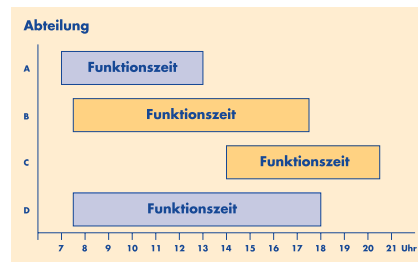 Abteilung
A Funktionszeit
B Funktionszeit
C Funktionszeit
D Funktionszeit
7 8 9 10 11 12 13 14 15 16 17 18 19 20 21 Uhr